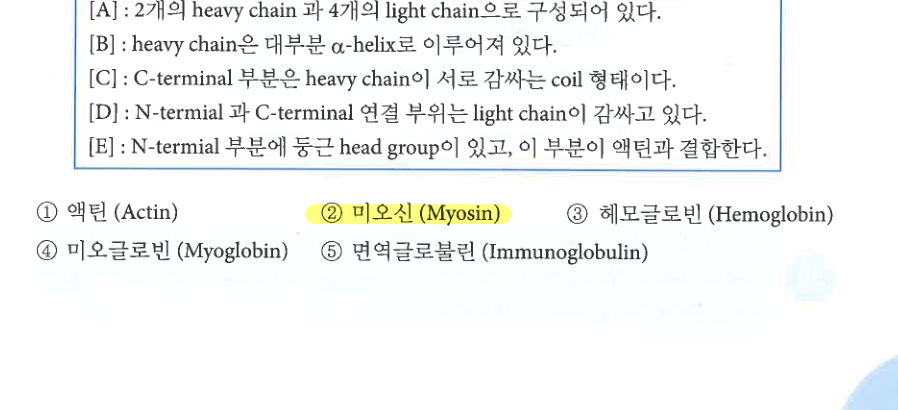 [A] : 2개의 heavy chain 과 4개의 light chain으로 구성되어 있다.
[B] : heavy chain은 대부분 α-helix로 이루어져 있다.
[C] : C-terminal 부분은 heavy chain이 서로 감싸는 coil 형태이다.
[D] : N-termial 과 C-terminal 연결 부위는 light chain이 감싸고 있다.
[E] : N-termial 부분에 둥근 head group이 있고, 이 부분이 액틴과 결합한다.
① 액틴 (Actin) ② 미오신 (Myosin) ③ 헤모글로빈 (Hemoglobin)
④ 미오글로빈 (Myoglobin) ⑤ 면역글로불린 (Immunoglobulin)